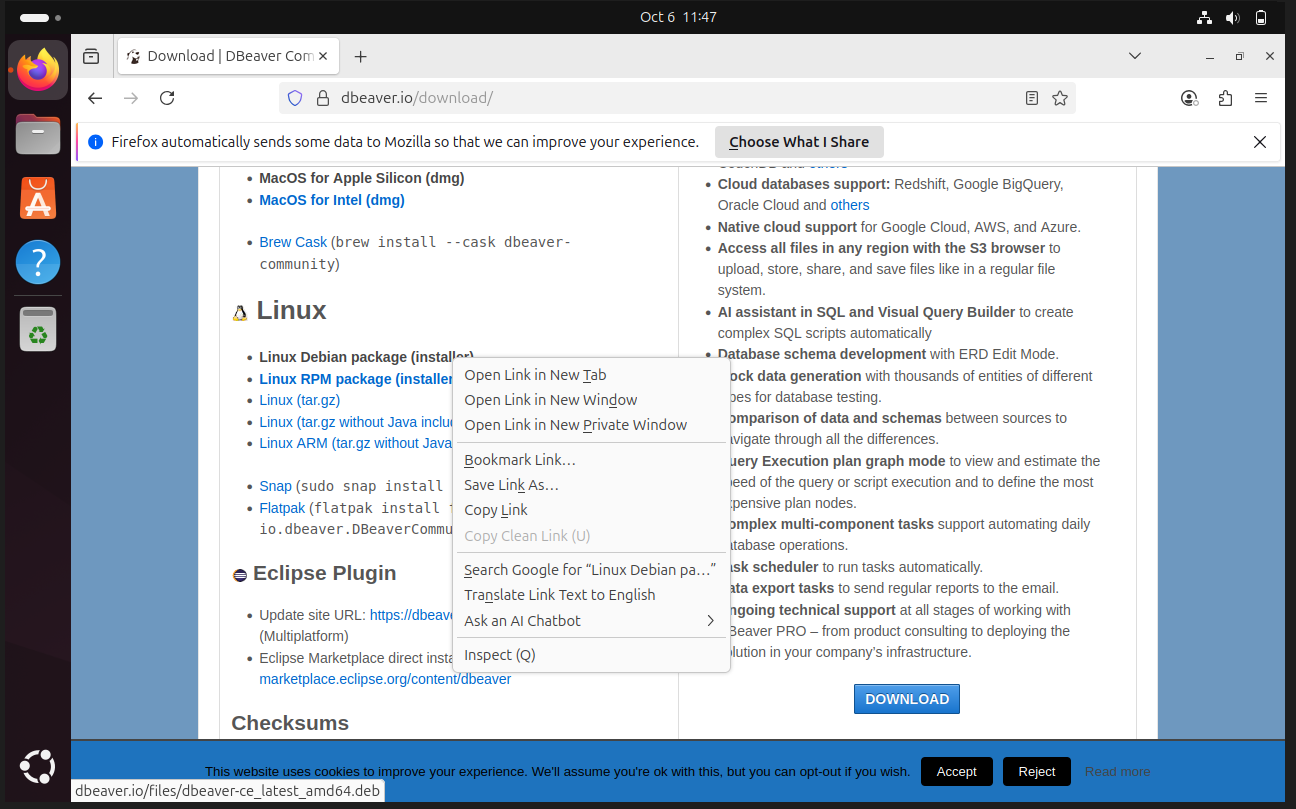 Oct 6 11:47
Download | DBeaver Com
dbeaver.io/download/
Firefox automatically sends some data to Mozilla so that we can improve your experience.
Choose What I Share
MacOS for Apple Silicon (dmg)
MacOS for Intel (dmg)
Brew Cask (brew install --cask dbeaver-
community)
Linux
Linux Debian package (installer)
Linux RPM package (installer
Linux (tar.gz)
Linux (tar.gz without Java inclu
Linux ARM (tar.gz without Java
Snap (sudo snap install
Flatpak (flatpak install
io.dbeaver.DBeaverCommu
Eclipse Plugin
Update site URL: https://dbeave
(Multiplatform)
Eclipse Marketplace direct insta
marketplace.eclipse.org/content/dbeaver
Checksums
Open Link in New Tab
Open Link in New Window
Open Link in New Private Window
Bookmark Link…
Save Link As…
Copy Link
Copy Clean Link (U)
Search Google for “Linux Debian pa…”
Translate Link Text to English
Ask an AI Chatbot
Inspect (Q)
Cloud databases support: Redshift, Google BigQuery,
Oracle Cloud and others
Native cloud support for Google Cloud, AWS, and Azure.
Access all files in any region with the S3 browser to
upload, store, share, and save files like in a regular file
system.
AI assistant in SQL and Visual Query Builder to create
complex SQL scripts automatically
Database schema development with ERD Edit Mode.
ock data generation with thousands of entities of different
pes for database testing.
omparison of data and schemas between sources to
avigate through all the differences.
uery Execution plan graph mode to view and estimate the
eed of the query or script execution and to define the most
pensive plan nodes.
omplex multi-component tasks support automating daily
atabase operations.
ask scheduler to run tasks automatically.
ata export tasks to send regular reports to the email.
ngoing technical support at all stages of working with
Beaver PRO – from product consulting to deploying the
olution in your company’s infrastructure.
DOWNLOAD
This website uses cookies to improve your experience. We'll assume you're ok with this, but you can opt-out if you wish.
Accept
Reject
Read more
dbeaver.io/files/dbeaver-ce_latest_amd64.deb